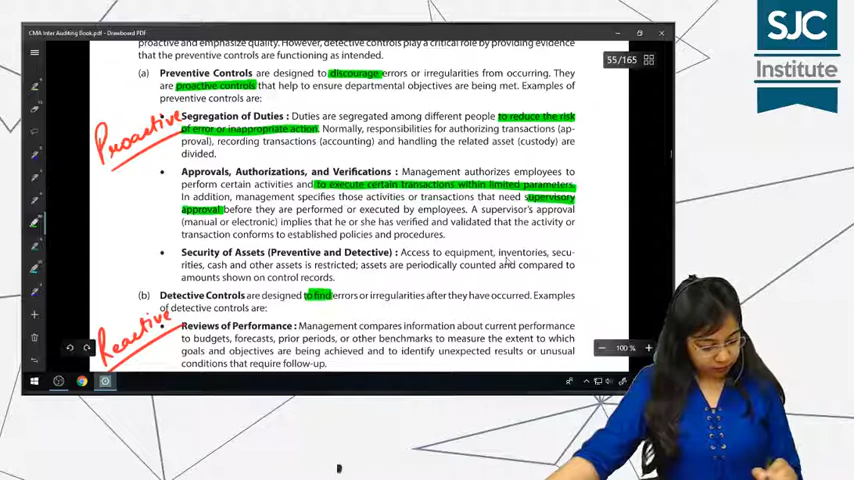 CMA Inter Auditing Book.pdf - Drawboard PDF
SJC
Institute
55/165
proactive and emphasize quality. However, detective controls play a critical role by providing evidence
that the preventive controls are functioning as intended.
(a) Preventive Controls are designed to discourage errors or irregularities from occurring. They
are proactive controls that help to ensure departmental objectives are being met. Examples of
preventive controls are:
• Segregation of Duties : Duties are segregated among different people to reduce the risk
of error or inappropriate action. Normally, responsibilities for authorizing transactions (ap-
proval), recording transactions (accounting) and handling the related asset (custody) are
divided.
Proactive
• Approvals, Authorizations, and Verifications : Management authorizes employees to
perform certain activities and to execute certain transactions within limited parameters.
In addition, management specifies those activities or transactions that need supervisory
approval before they are performed or executed by employees. A supervisor's approval
(manual or electronic) implies that he or she has verified and validated that the activity or
transaction conforms to established policies and procedures.
• Security of Assets (Preventive and Detective) : Access to equipment, inventories, secu-
rities, cash and other assets is restricted; assets are periodically counted and compared to
amounts shown on control records.
(b) Detective Controls are designed to find errors or irregularities after they have occurred. Examples
of detective controls are:
Reactive
• Reviews of Performance : Management compares information about current performance
to budgets, forecasts, prior periods, or other benchmarks to measure the extent to which
goals and objectives are being achieved and to identify unexpected results or unusual
conditions that require follow-up.
100 %